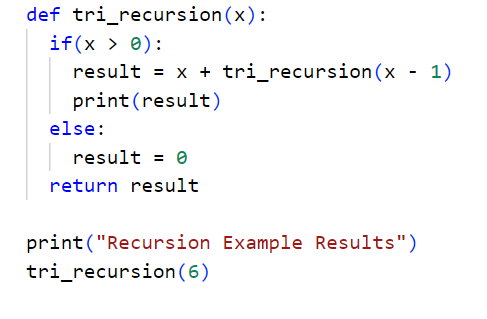 def tri_recursion(x):
  if(x > 0):
    result = x + tri_recursion(x - 1)
    print(result)
  else:
    result = 0
  return result

print("Recursion Example Results")
tri_recursion(6)